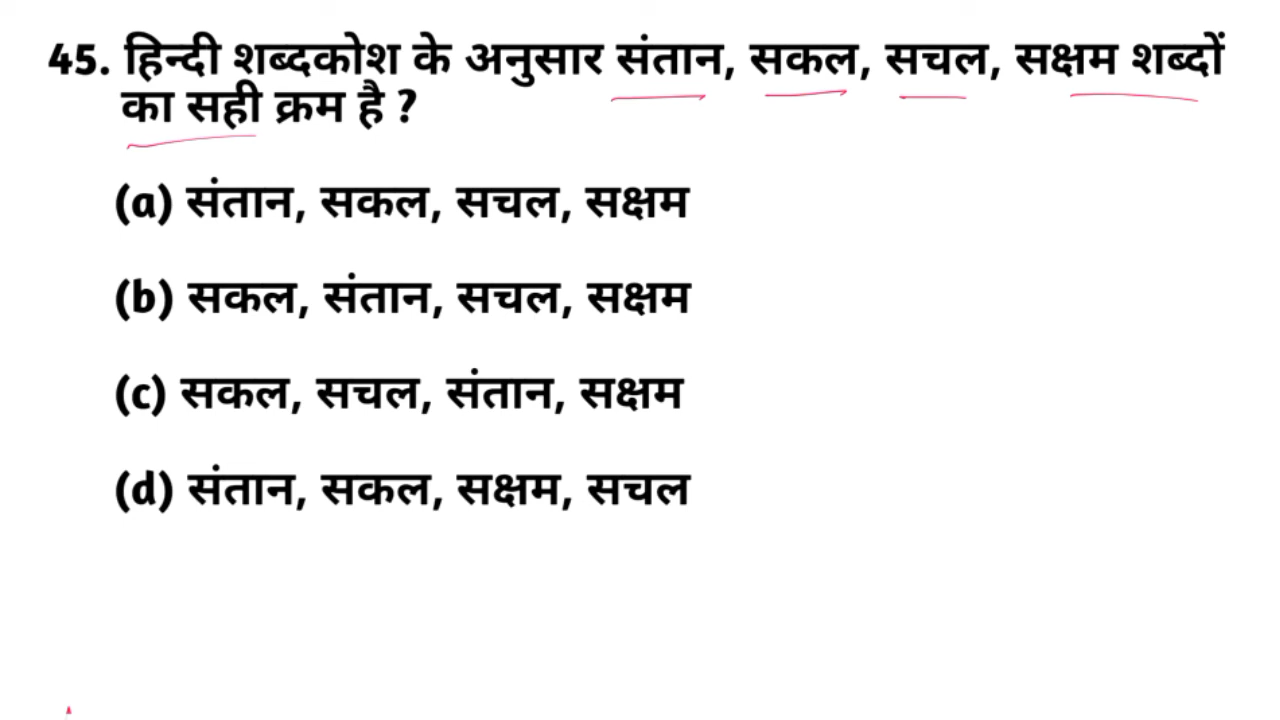 45. हिन्दी शब्दकोश के अनुसार संतान, सकल, सचल, सक्षम शब्दों
का सही क्रम है ?
(a) संतान, सकल, सचल, सक्षम
(b) सकल, संतान, सचल, सक्षम
(c) सकल, सचल, संतान, सक्षम
(d) संतान, सकल, सक्षम, सचल